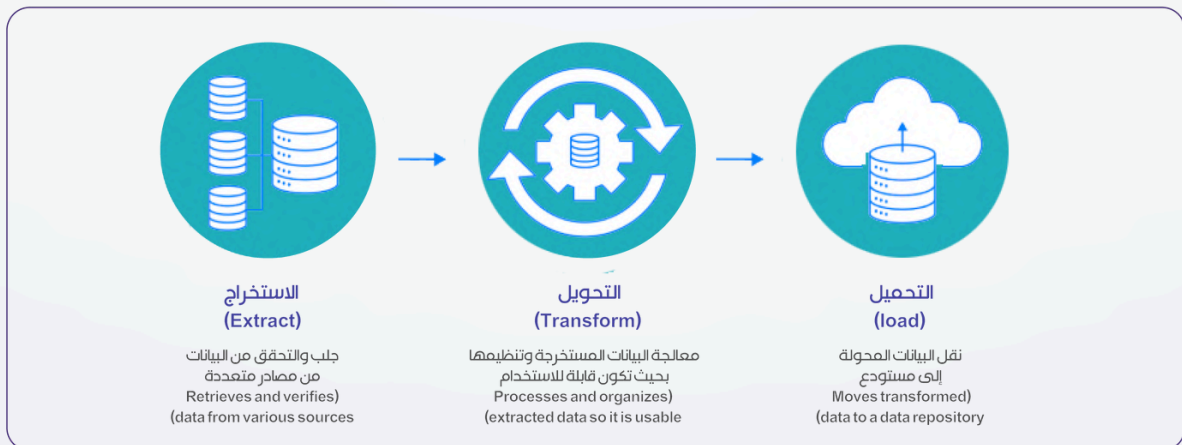 الاستخراج
(Extract)
جلب والتحقق من البيانات
من مصادر متعددة
Retrieves and verifies)
(data from various sources
التحويل
(Transform)
معالجة البيانات المستخرجة وتنظيمها
بحيث تكون قابلة للاستخدام
Processes and organizes)
(extracted data so it is usable
التحميل
(load)
نقل البيانات المحولة
إلى مستودع
Moves transformed)
(data to a data repository